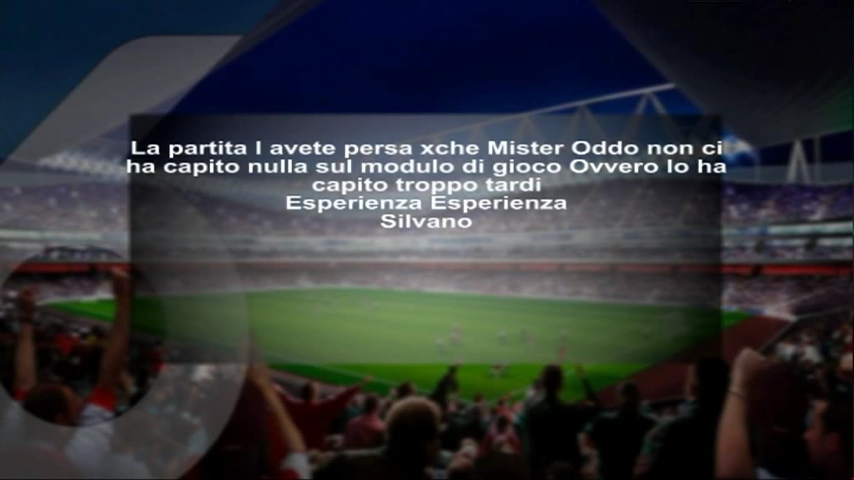 La partita l avete persa xche Mister Oddo non ci
ha capito nulla sul modulo di gioco Ovvero lo ha
capito troppo tardi
Esperienza Esperienza
Silvano